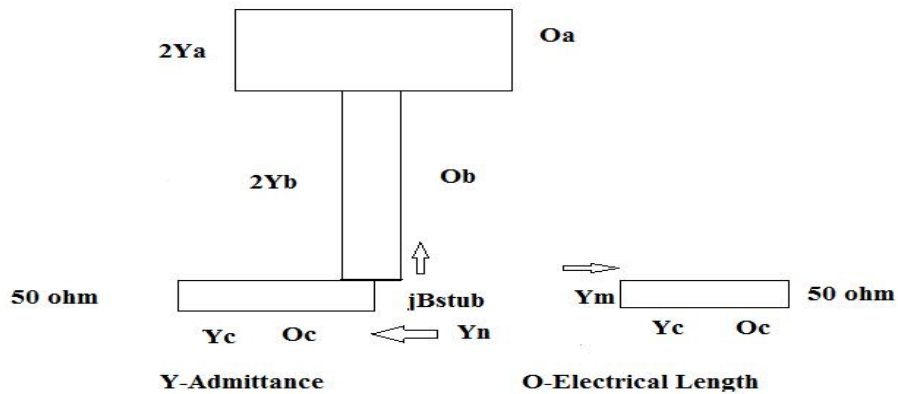 2Ya
Oa
2Yb
Ob
50 ohm
jBstub
Ym
50 ohm
Yc
Oc
Yn
Yc
Oc
Y-Admittance
O-Electrical Length